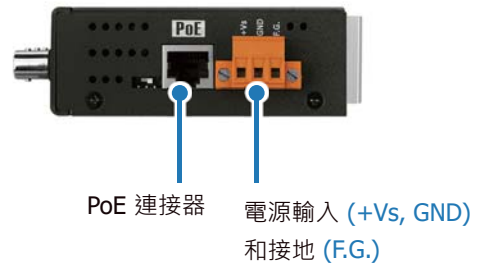 PoE
+Vs
GND
F.G.
PoE 連接器
電源輸入 (+Vs, GND)
和接地 (F.G.)